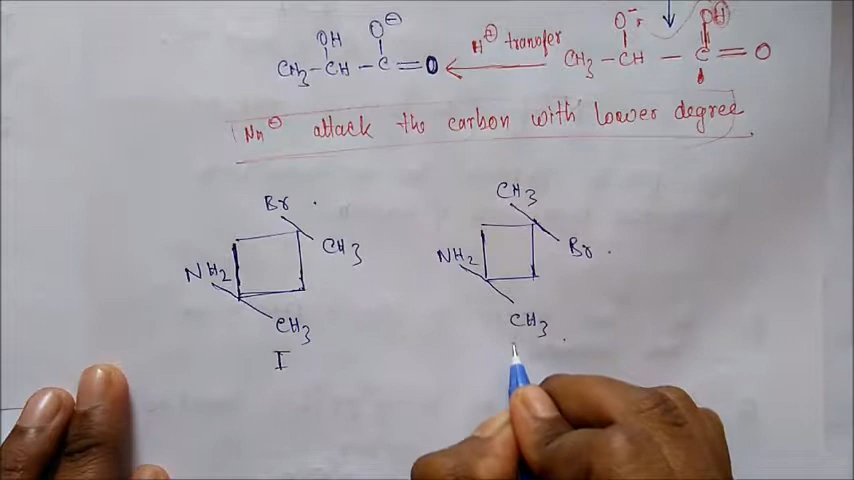 OH O⊖ H⊕ transfer O⁻ OH
CH3-CH-C=O CH3-CH-C=O
Nn⊖ attack the carbon with lower degree
Br CH3
CH3 Br
NH2 NH2
CH3 CH3
I